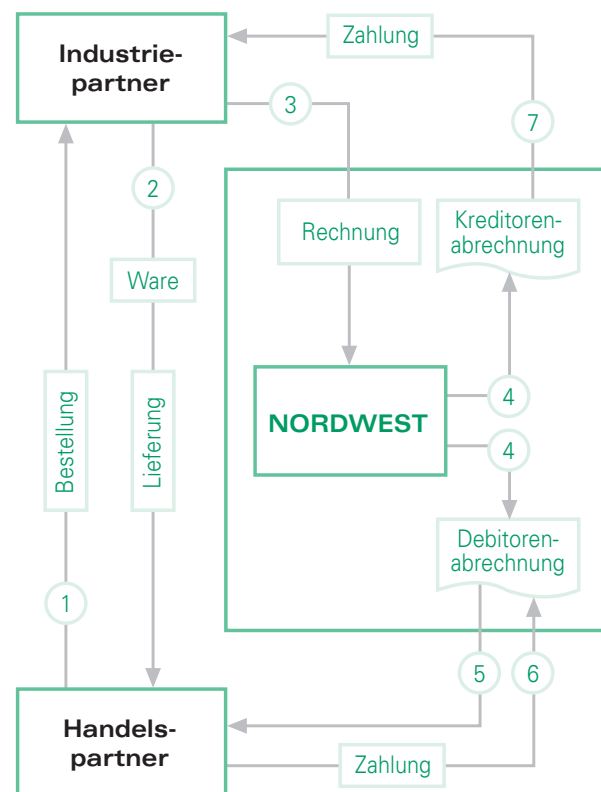 Industrie-
partner
Zahlung
3
7
2
Rechnung
Kreditoren-
abrechnung
Ware
Bestellung
Lieferung
NORDWEST
4
4
Debitoren-
abrechnung
1
5
6
Handels-
partner
Zahlung